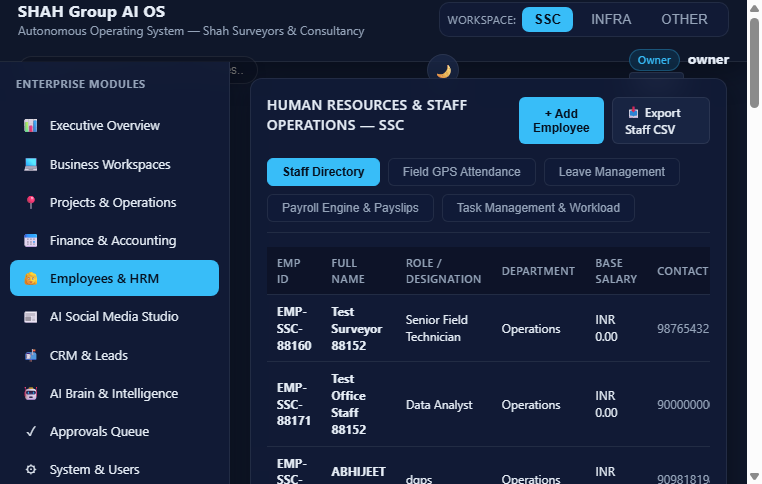 SHAH Group AI OS
Autonomous Operating System — Shah Surveyors & Consultancy
WORKSPACE: SSC INFRA OTHER
Owner owner
ENTERPRISE MODULES
Executive Overview
Business Workspaces
Projects & Operations
Finance & Accounting
Employees & HRM
AI Social Media Studio
CRM & Leads
AI Brain & Intelligence
✓ Approvals Queue
System & Users
HUMAN RESOURCES & STAFF
OPERATIONS — SSC
+ Add
Employee
Export
Staff CSV
Staff Directory Field GPS Attendance Leave Management
Payroll Engine & Payslips Task Management & Workload
EMP
ID
FULL
NAME
ROLE /
DESIGNATION
DEPARTMENT
BASE
SALARY
CONTACT
EMP-
SSC-
88160
Test
Surveyor
88152
Senior Field
Technician
Operations
INR
0.00
98765432
EMP-
SSC-
88171
Test
Office
Staff
88152
Data Analyst
Operations
INR
0.00
90000000
EMP-
SSC-
ABHIJEET
dgps
Operations
INR
90981819